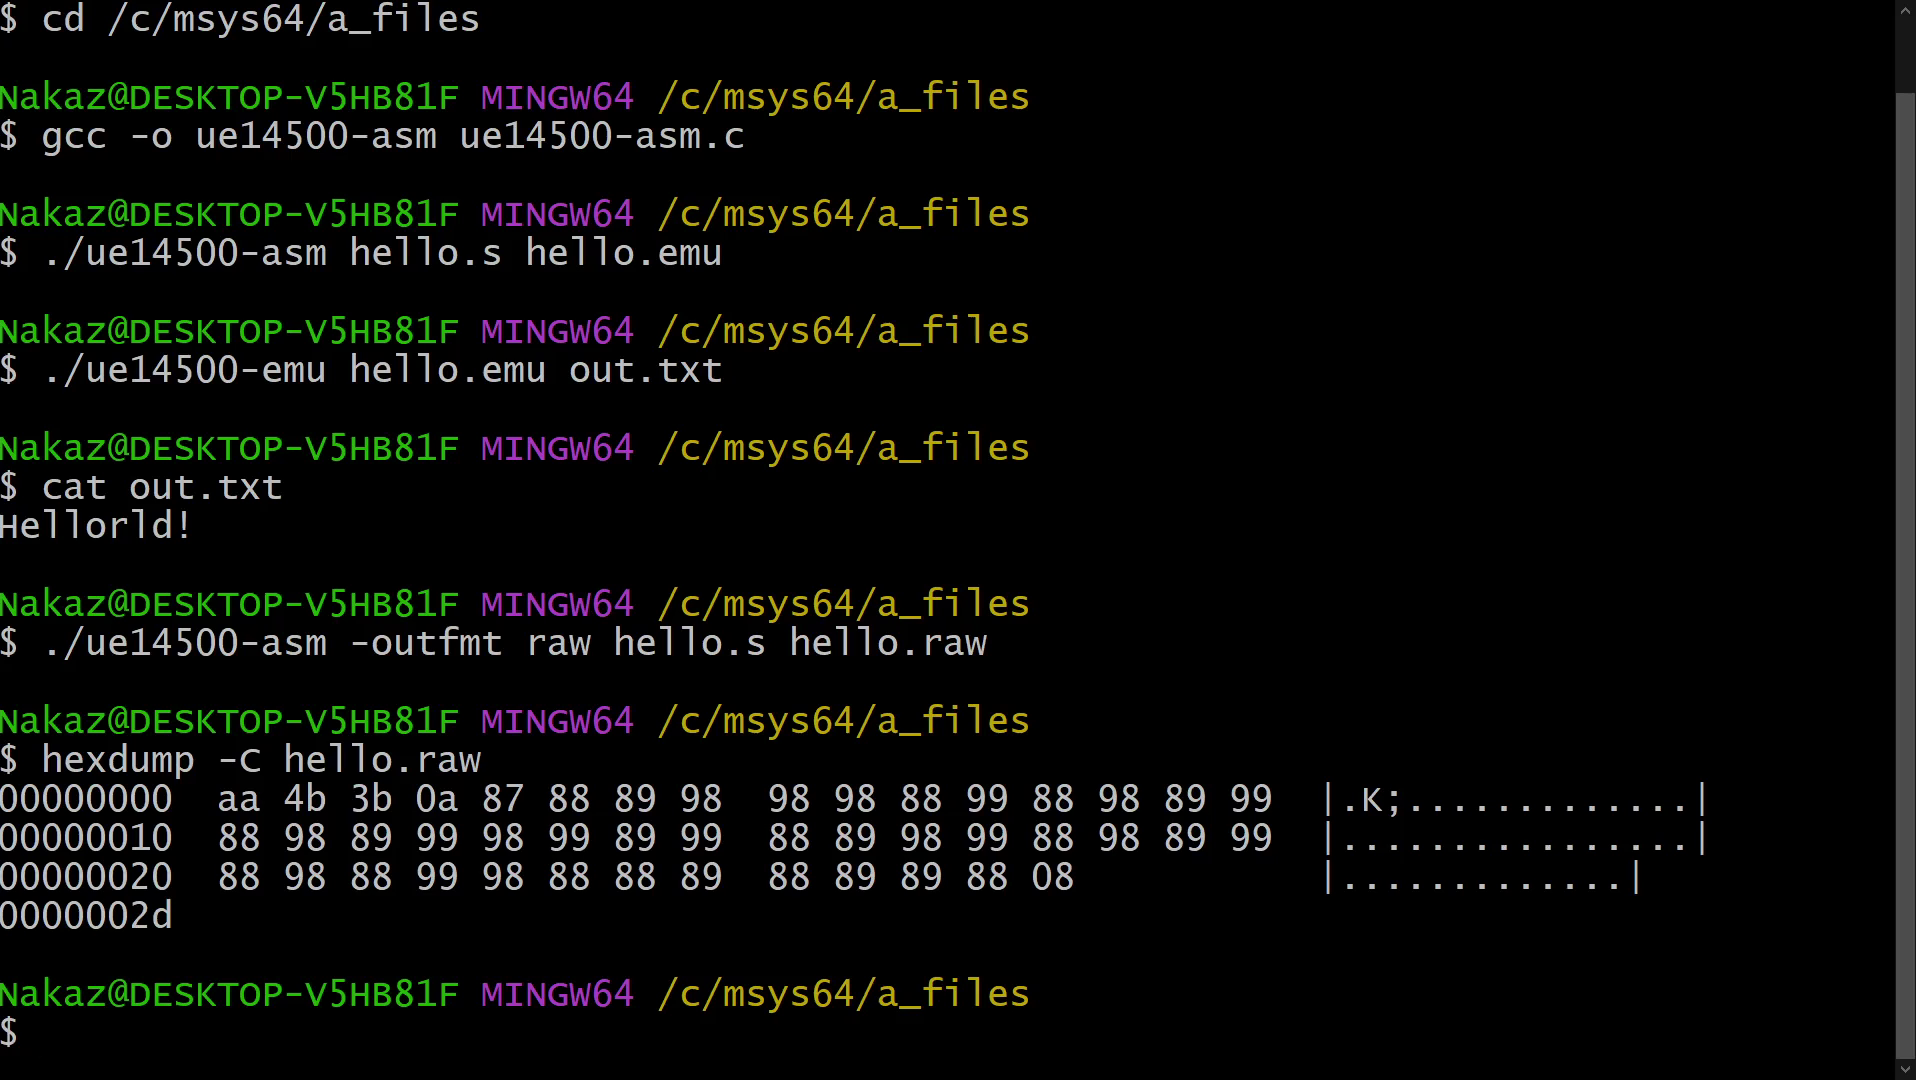 $ cd /c/msys64/a_files
Nakaz@DESKTOP-V5HB81F MINGW64 /c/msys64/a_files
$ gcc -o ue14500-asm ue14500-asm.c
Nakaz@DESKTOP-V5HB81F MINGW64 /c/msys64/a_files
$ ./ue14500-asm hello.s hello.emu
Nakaz@DESKTOP-V5HB81F MINGW64 /c/msys64/a_files
$ ./ue14500-emu hello.emu out.txt
Nakaz@DESKTOP-V5HB81F MINGW64 /c/msys64/a_files
$ cat out.txt
Hellorld!
Nakaz@DESKTOP-V5HB81F MINGW64 /c/msys64/a_files
$ ./ue14500-asm -outfmt raw hello.s hello.raw
Nakaz@DESKTOP-V5HB81F MINGW64 /c/msys64/a_files
$ hexdump -C hello.raw
00000000  aa 4b 3b 0a 87 88 89 98  98 98 88 99 88 98 89 99  |.K;.............|
00000010  88 98 89 99 98 99 89 99  88 89 98 99 88 98 89 99  |................|
00000020  88 98 88 99 98 88 88 89  88 89 89 88 08           |.............|
0000002d
Nakaz@DESKTOP-V5HB81F MINGW64 /c/msys64/a_files
$